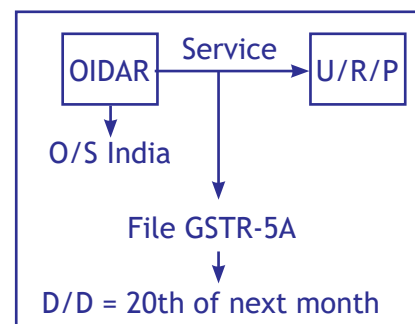 Service
OIDAR
U/R/P
O/S India
File GSTR-5A
D/D = 20th of next month